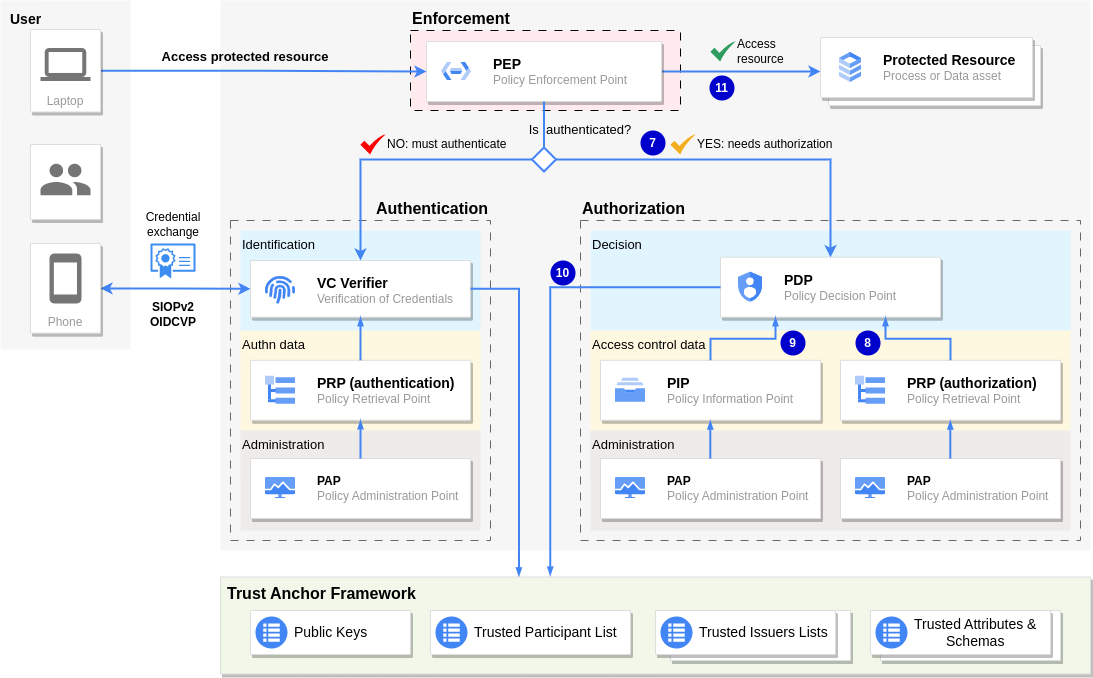 User
Laptop
Access protected resource
Enforcement
PEP
Policy Enforcement Point
Access
resource
11
Protected Resource
Process or Data asset
Is authenticated?
NO: must authenticate
7
YES: needs authorization
Credential
exchange
SIOPv2
OIDCVP
Phone
Authentication
Identification
VC Verifier
Verification of Credentials
Authn data
PRP (authentication)
Policy Retrieval Point
Administration
PAP
Policy Administration Point
Authorization
Decision
10
PDP
Policy Decision Point
Access control data
9
8
PIP
Policy Information Point
PRP (authorization)
Policy Retrieval Point
Administration
PAP
Policy Administration Point
PAP
Policy Administration Point
Trust Anchor Framework
Public Keys
Trusted Participant List
Trusted Issuers Lists
Trusted Attributes &
Schemas